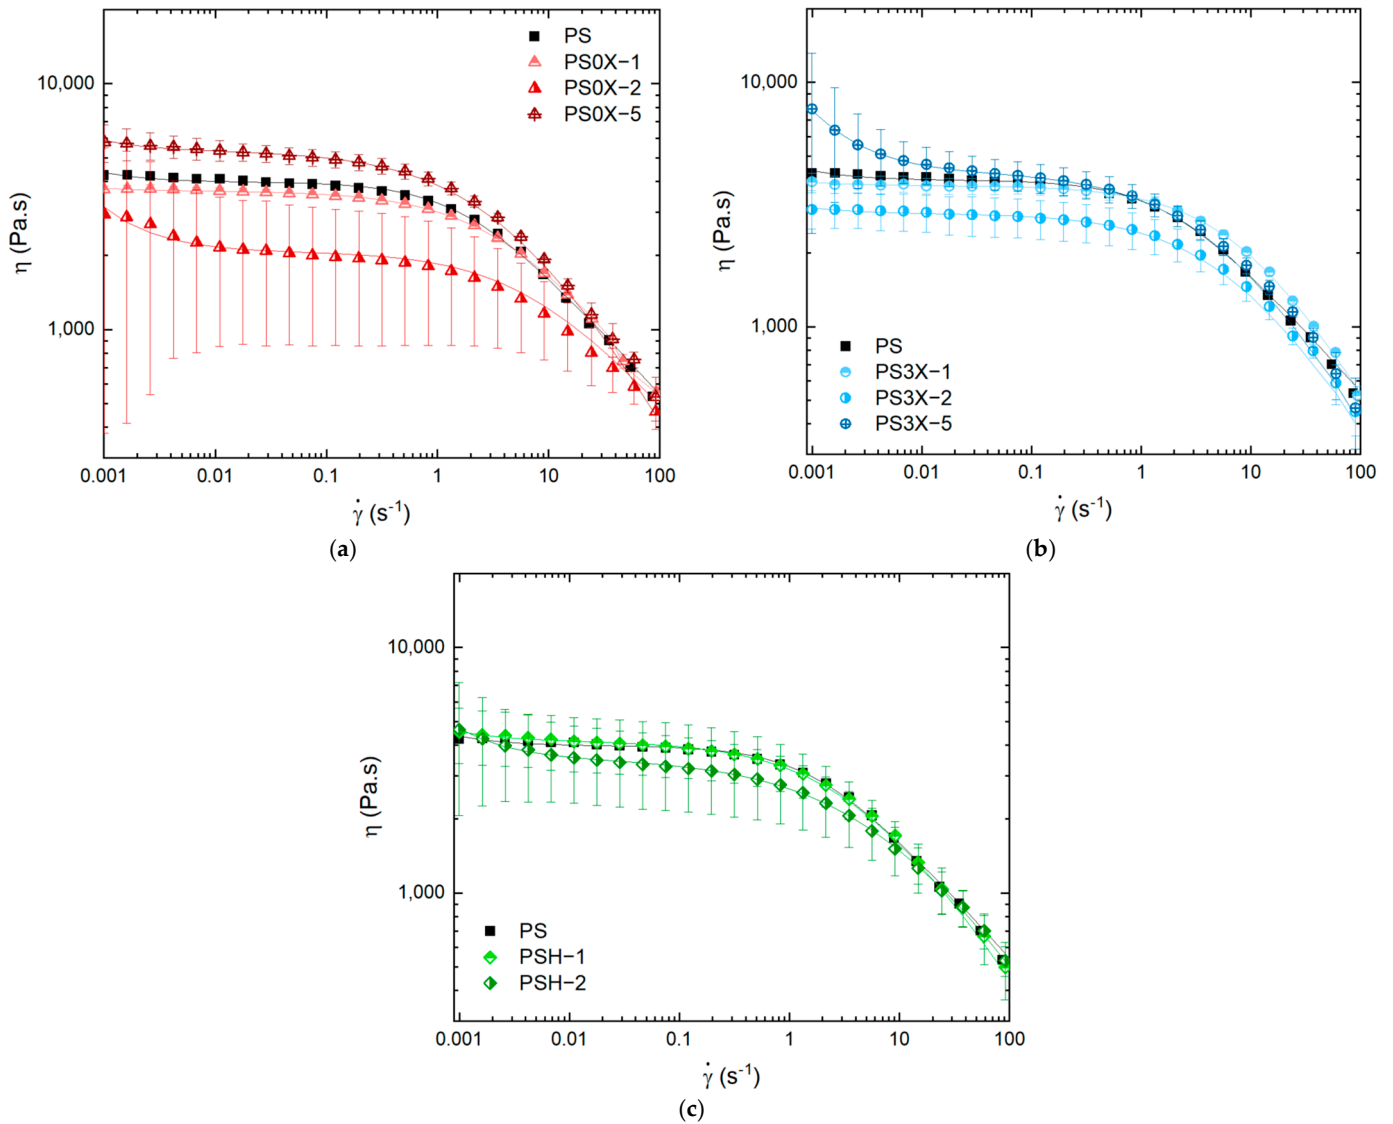 PS
PS0X−1
PS0X−2
PS0X−5
10,000
1,000
η (Pa.s)
0.001 0.01 0.1 1 10 100
γ̇ (s⁻¹)
(a)
10,000
1,000
η (Pa.s)
PS
PS3X−1
PS3X−2
PS3X−5
0.001 0.01 0.1 1 10 100
γ̇ (s⁻¹)
(b)
10,000
1,000
η (Pa.s)
PS
PSH−1
PSH−2
0.001 0.01 0.1 1 10 100
γ̇ (s⁻¹)
(c)